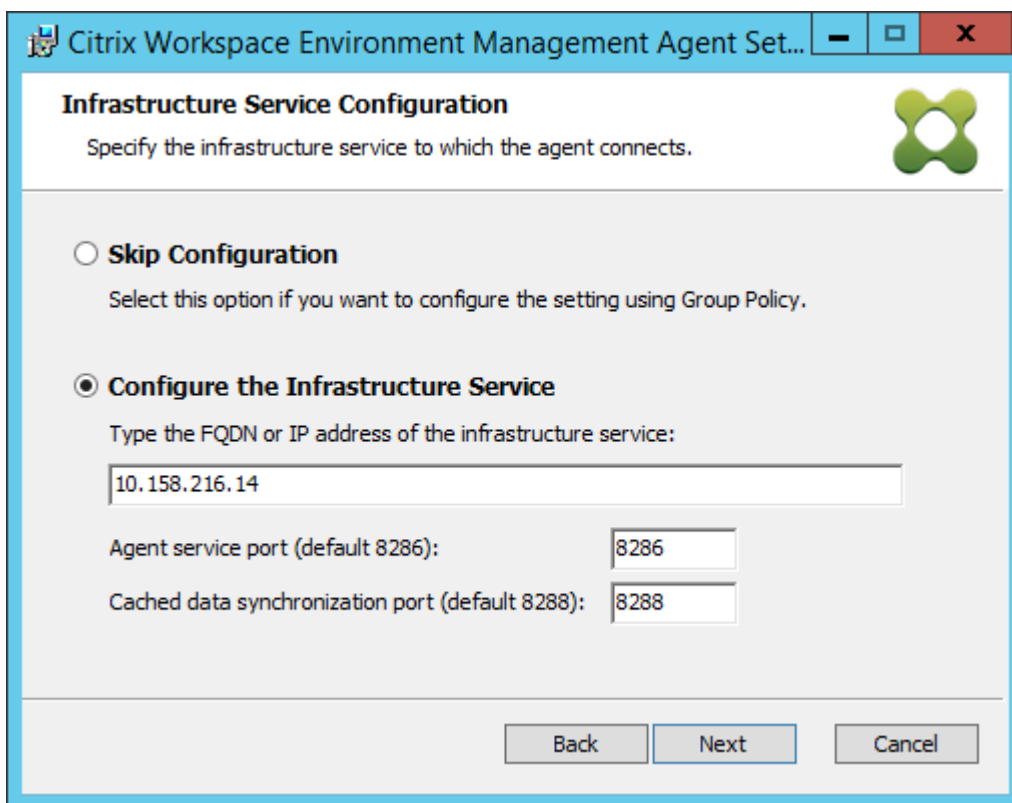 Citrix Workspace Environment Management Agent Set...
Infrastructure Service Configuration
Specify the infrastructure service to which the agent connects.
Skip Configuration
Select this option if you want to configure the setting using Group Policy.
Configure the Infrastructure Service
Type the FQDN or IP address of the infrastructure service:
10.158.216.14
Agent service port (default 8286): 8286
Cached data synchronization port (default 8288): 8288
Back Next Cancel